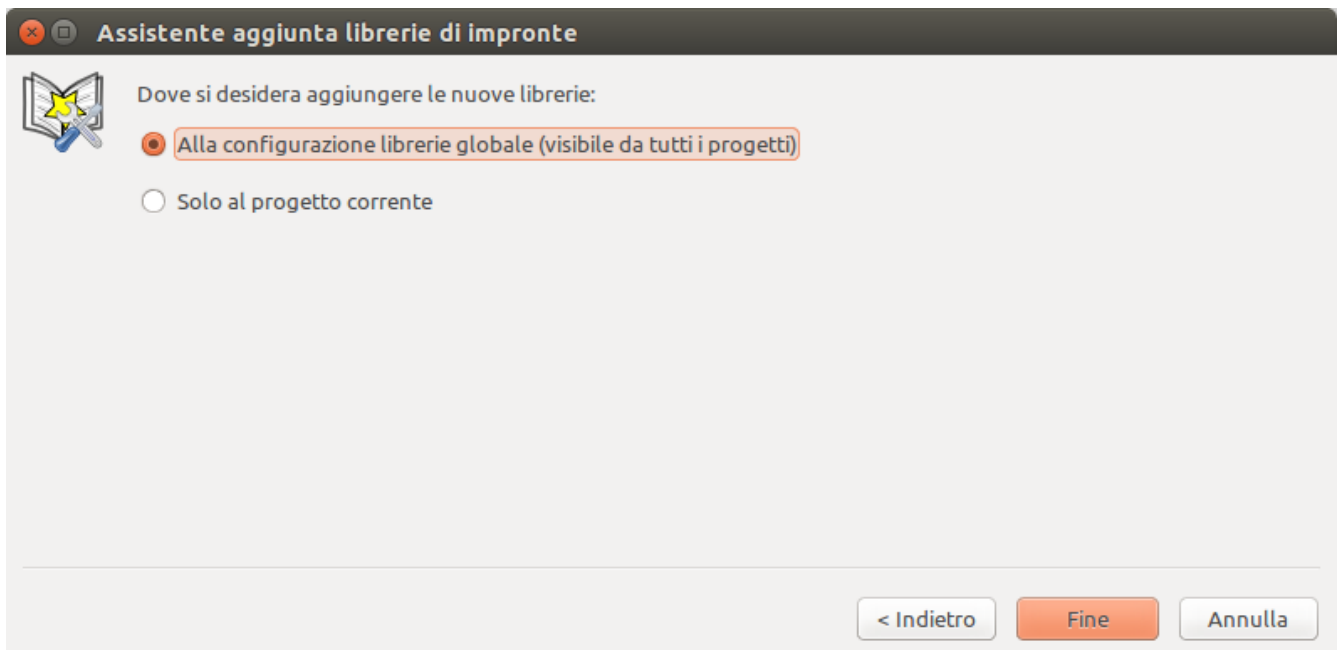 Assistente aggiunta librerie di impronte
Dove si desidera aggiungere le nuove librerie:
Alla configurazione librerie globale (visibile da tutti i progetti)
Solo al progetto corrente
< Indietro
Fine
Annulla